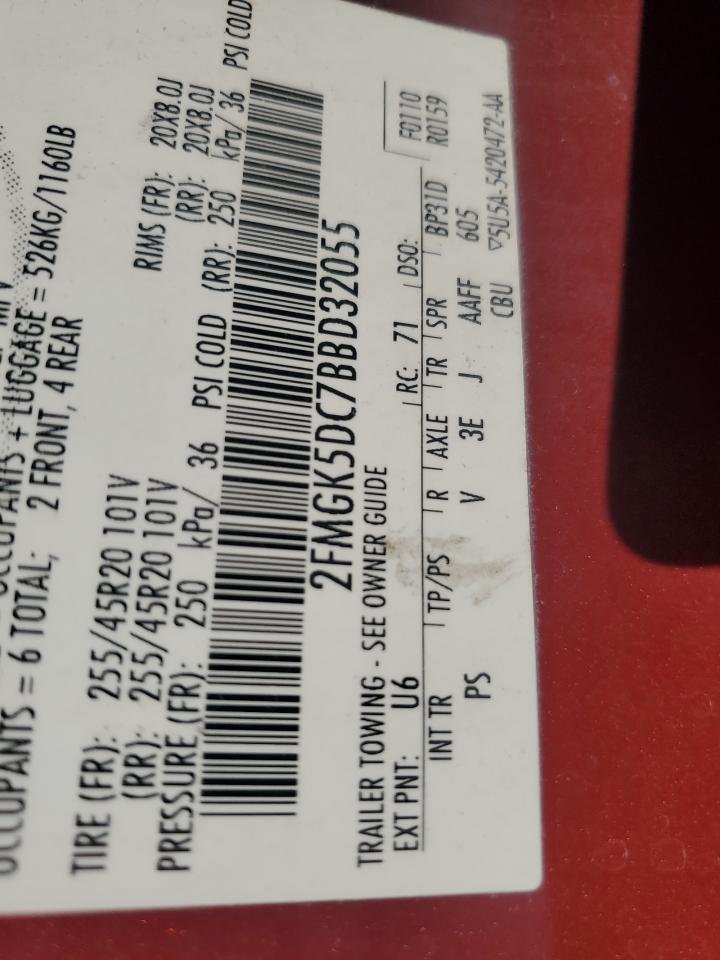 OCCUPANTS + LUGGAGE = 526KG/1160LB
OCCUPANTS = 6 TOTAL; 2 FRONT, 4 REAR
TIRE (FR): 255/45R20 101V RIMS (FR): 20X8.0J
(RR): 255/45R20 101V (RR): 20X8.0J
PRESSURE (FR): 250 kPa/ 36 PSI COLD (RR): 250 kPa/ 36 PSI COLD
2FMGK5DC7BBD32055
TRAILER TOWING - SEE OWNER GUIDE F0110
EXT PNT: U6 RC: 71 DSO: R0159
INT TR TP/PS R AXLE TR SPR BP31D
PS V 3E J AAFF 605
CBU ▽5U5A-5420472-AA